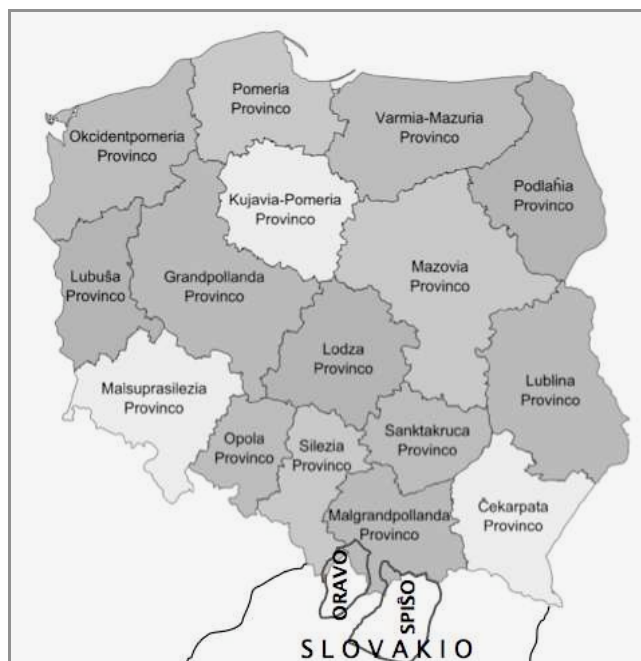 Pomeria
Provinco
Okcidentpomeria
Provinco
Varmia-Mazuria
Provinco
Podlaĥia
Provinco
Kujavia-Pomeria
Provinco
Mazovia
Provinco
Lubuŝa
Provinco
Grandpollanda
Provinco
Lodza
Provinco
Lublina
Provinco
Malsuprasilezia
Provinco
Opola
Provinco
Silezia
Provinco
Sanktakruca
Provinco
Malgrandpollanda
Provinco
Ĉekarpata
Provinco
ORAVO
SPIŜO
SLOVAKIO